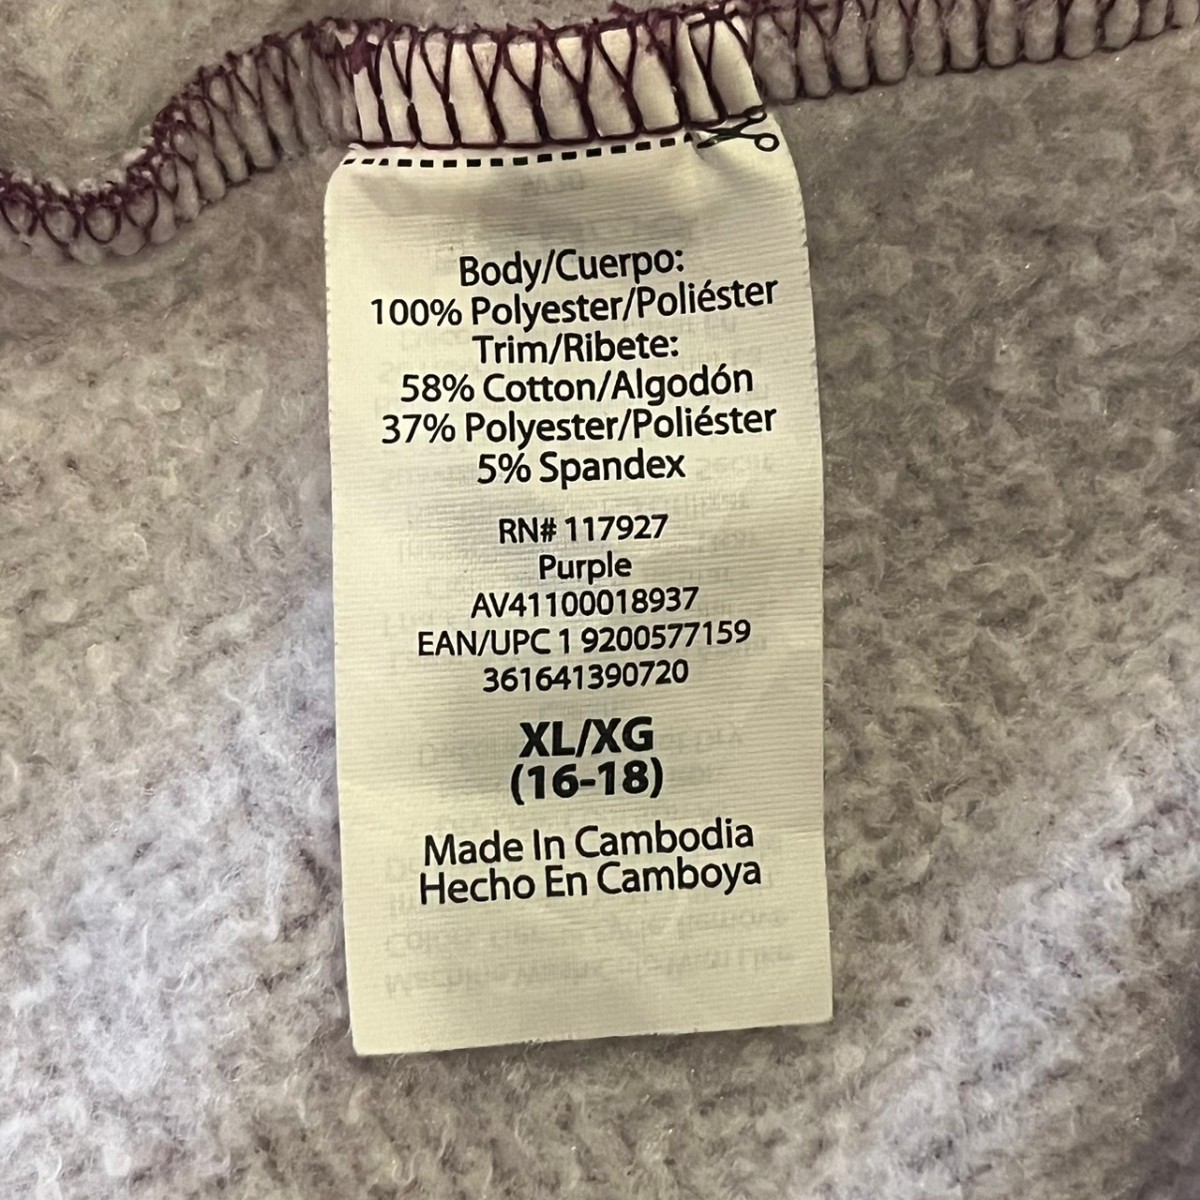 Body/Cuerpo:
100% Polyester/Poliéster
Trim/Ribete:
58% Cotton/Algodón
37% Polyester/Poliéster
5% Spandex
RN# 117927
Purple
AV41100018937
EAN/UPC 1 9200577159
361641390720
XL/XG
(16-18)
Made In Cambodia
Hecho En Camboya